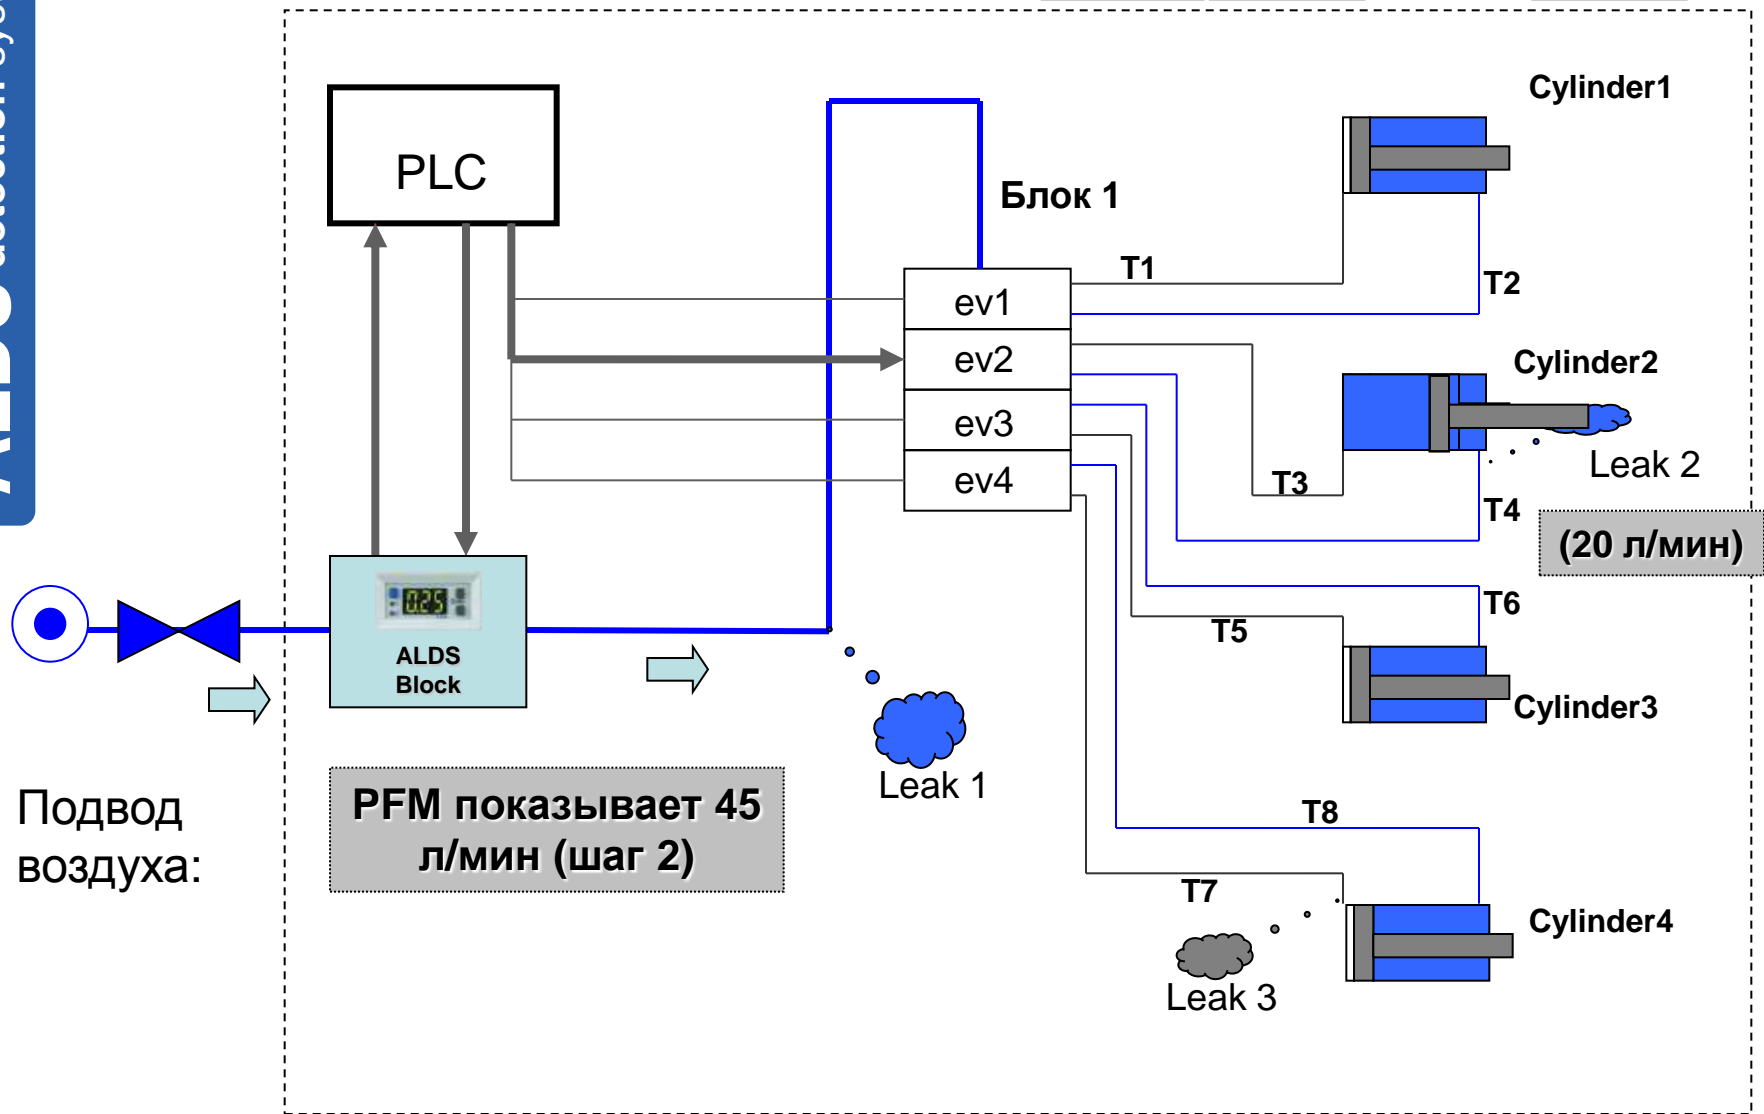 detection
PLC
Cylinder1
Блок 1
T1
T2
ev1
ev2
ev3
ev4
Cylinder2
Leak 2
T3
T4
(20 л/мин)
T6
T5
ALDS
Block
Cylinder3
Leak 1
Подвод
воздуха:
PFM показывает 45
л/мин (шаг 2)
T8
T7
Cylinder4
Leak 3